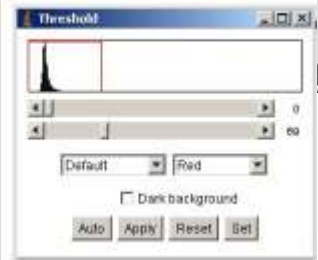 Threshold
0
69
Default Red
Dark background
Auto Apply Reset Set